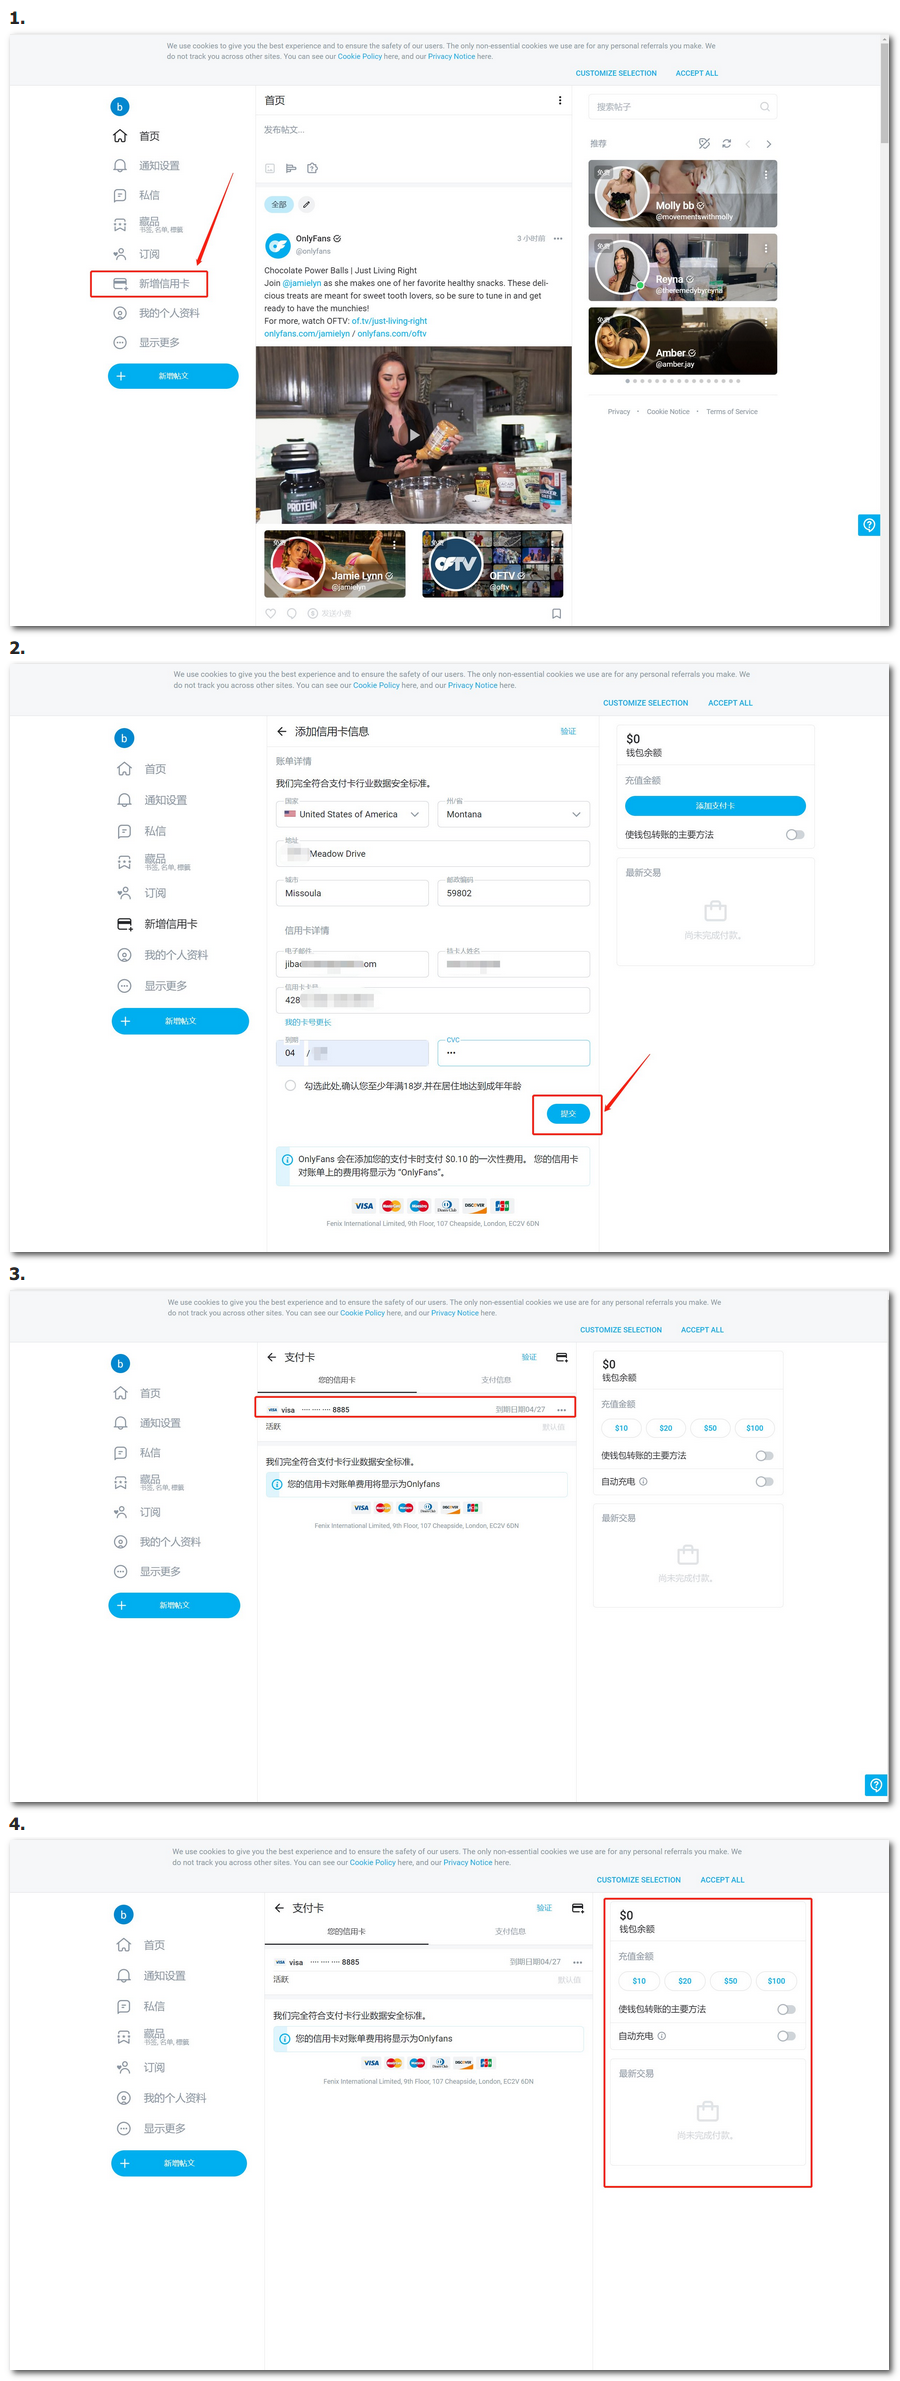 1.
We use cookies to give you the best experience and to ensure the safety of our users. The only non-essential cookies we use are for any personal referrals you make. We
do not track you across other sites. You can see our Cookie Policy here, and our Privacy Notice here.
CUSTOMIZE SELECTION ACCEPT ALL
b
首页
通知设置
私信
藏品
书签, 名单, 標籤
订阅
新增信用卡
我的个人资料
显示更多
新增帖文
首页
发布帖文...
全部
OnlyFans
@onlyfans
3 小时前
Chocolate Power Balls | Just Living Right
Join @jamielyn as she makes one of her favorite healthy snacks. These deli-
cious treats are meant for sweet tooth lovers, so be sure to tune in and get
ready to have the munchies!
For more, watch OFTV: of.tv/just-living-right
onlyfans.com/jamielyn / onlyfans.com/oftv
PROTEIN
免费
Jamie Lynn
@jamielyn
免费
OFTV
OFTV
@oftv
发送小费
搜索帖子
推荐
免费
Molly bb
@movementswithmolly
免费
Reyna
@theremedybyreyna
免费
Amber
@amber.jay
Privacy • Cookie Notice • Terms of Service
2.
We use cookies to give you the best experience and to ensure the safety of our users. The only non-essential cookies we use are for any personal referrals you make. We
do not track you across other sites. You can see our Cookie Policy here, and our Privacy Notice here.
CUSTOMIZE SELECTION ACCEPT ALL
b
首页
通知设置
私信
藏品
书签, 名单, 標籤
订阅
新增信用卡
我的个人资料
显示更多
新增帖文
添加信用卡信息
验证
账单详情
我们完全符合支付卡行业数据安全标准。
国家
United States of America
州/省
Montana
地址
Meadow Drive
城市
Missoula
邮政编码
59802
信用卡详情
电子邮件
jibac om
持卡人姓名
信用卡卡号
428
我的卡号更长
到期
04 /
CVC
•••
勾选此处,确认您至少年满18岁,并在居住地达到成年年龄
提交
OnlyFans 会在添加您的支付卡时支付 $0.10 的一次性费用。 您的信用卡
对账单上的费用将显示为 “OnlyFans”。
VISA Diners Club DISCOVER JCB
Fenix International Limited, 9th Floor, 107 Cheapside, London, EC2V 6DN
$0
钱包余额
充值金额
添加支付卡
使钱包转账的主要方法
最新交易
尚未完成付款。
3.
We use cookies to give you the best experience and to ensure the safety of our users. The only non-essential cookies we use are for any personal referrals you make. We
do not track you across other sites. You can see our Cookie Policy here, and our Privacy Notice here.
CUSTOMIZE SELECTION ACCEPT ALL
b
首页
通知设置
私信
藏品
书签, 名单, 標籤
订阅
我的个人资料
显示更多
新增帖文
支付卡
验证
您的信用卡
支付信息
VISA visa ···· ···· ···· 8885
到期日期04/27
活跃
默认值
我们完全符合支付卡行业数据安全标准。
您的信用卡对账单费用将显示为Onlyfans
VISA DISCOVER JCB
Fenix International Limited, 9th Floor, 107 Cheapside, London, EC2V 6DN
$0
钱包余额
充值金额
$10 $20 $50 $100
使钱包转账的主要方法
自动充电
最新交易
尚未完成付款。
4.
We use cookies to give you the best experience and to ensure the safety of our users. The only non-essential cookies we use are for any personal referrals you make. We
do not track you across other sites. You can see our Cookie Policy here, and our Privacy Notice here.
CUSTOMIZE SELECTION ACCEPT ALL
b
首页
通知设置
私信
藏品
书签, 名单, 標籤
订阅
我的个人资料
显示更多
新增帖文
支付卡
验证
您的信用卡
支付信息
VISA visa ···· ···· ···· 8885
到期日期04/27
活跃
默认值
我们完全符合支付卡行业数据安全标准。
您的信用卡对账单费用将显示为Onlyfans
VISA DISCOVER JCB
Fenix International Limited, 9th Floor, 107 Cheapside, London, EC2V 6DN
$0
钱包余额
充值金额
$10 $20 $50 $100
使钱包转账的主要方法
自动充电
最新交易
尚未完成付款。